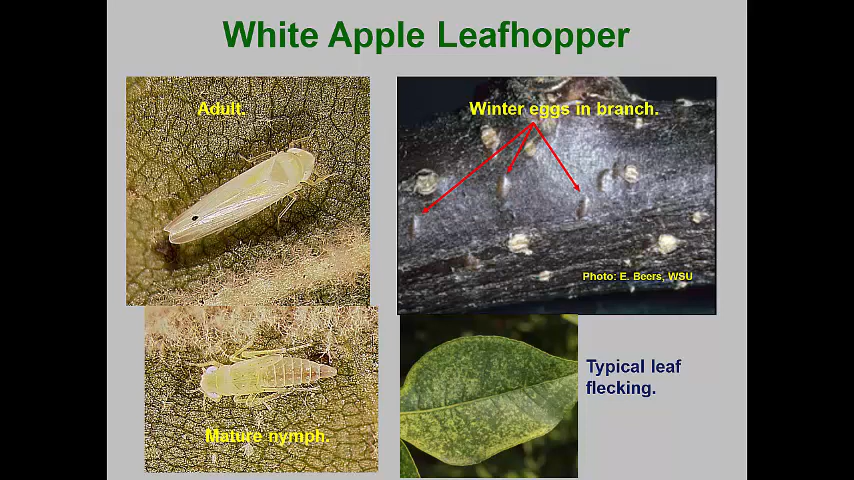 White Apple Leafhopper
Adult.
Winter eggs in branch.
Photo: E. Beers, WSU
Mature nymph.
Typical leaf
flecking.